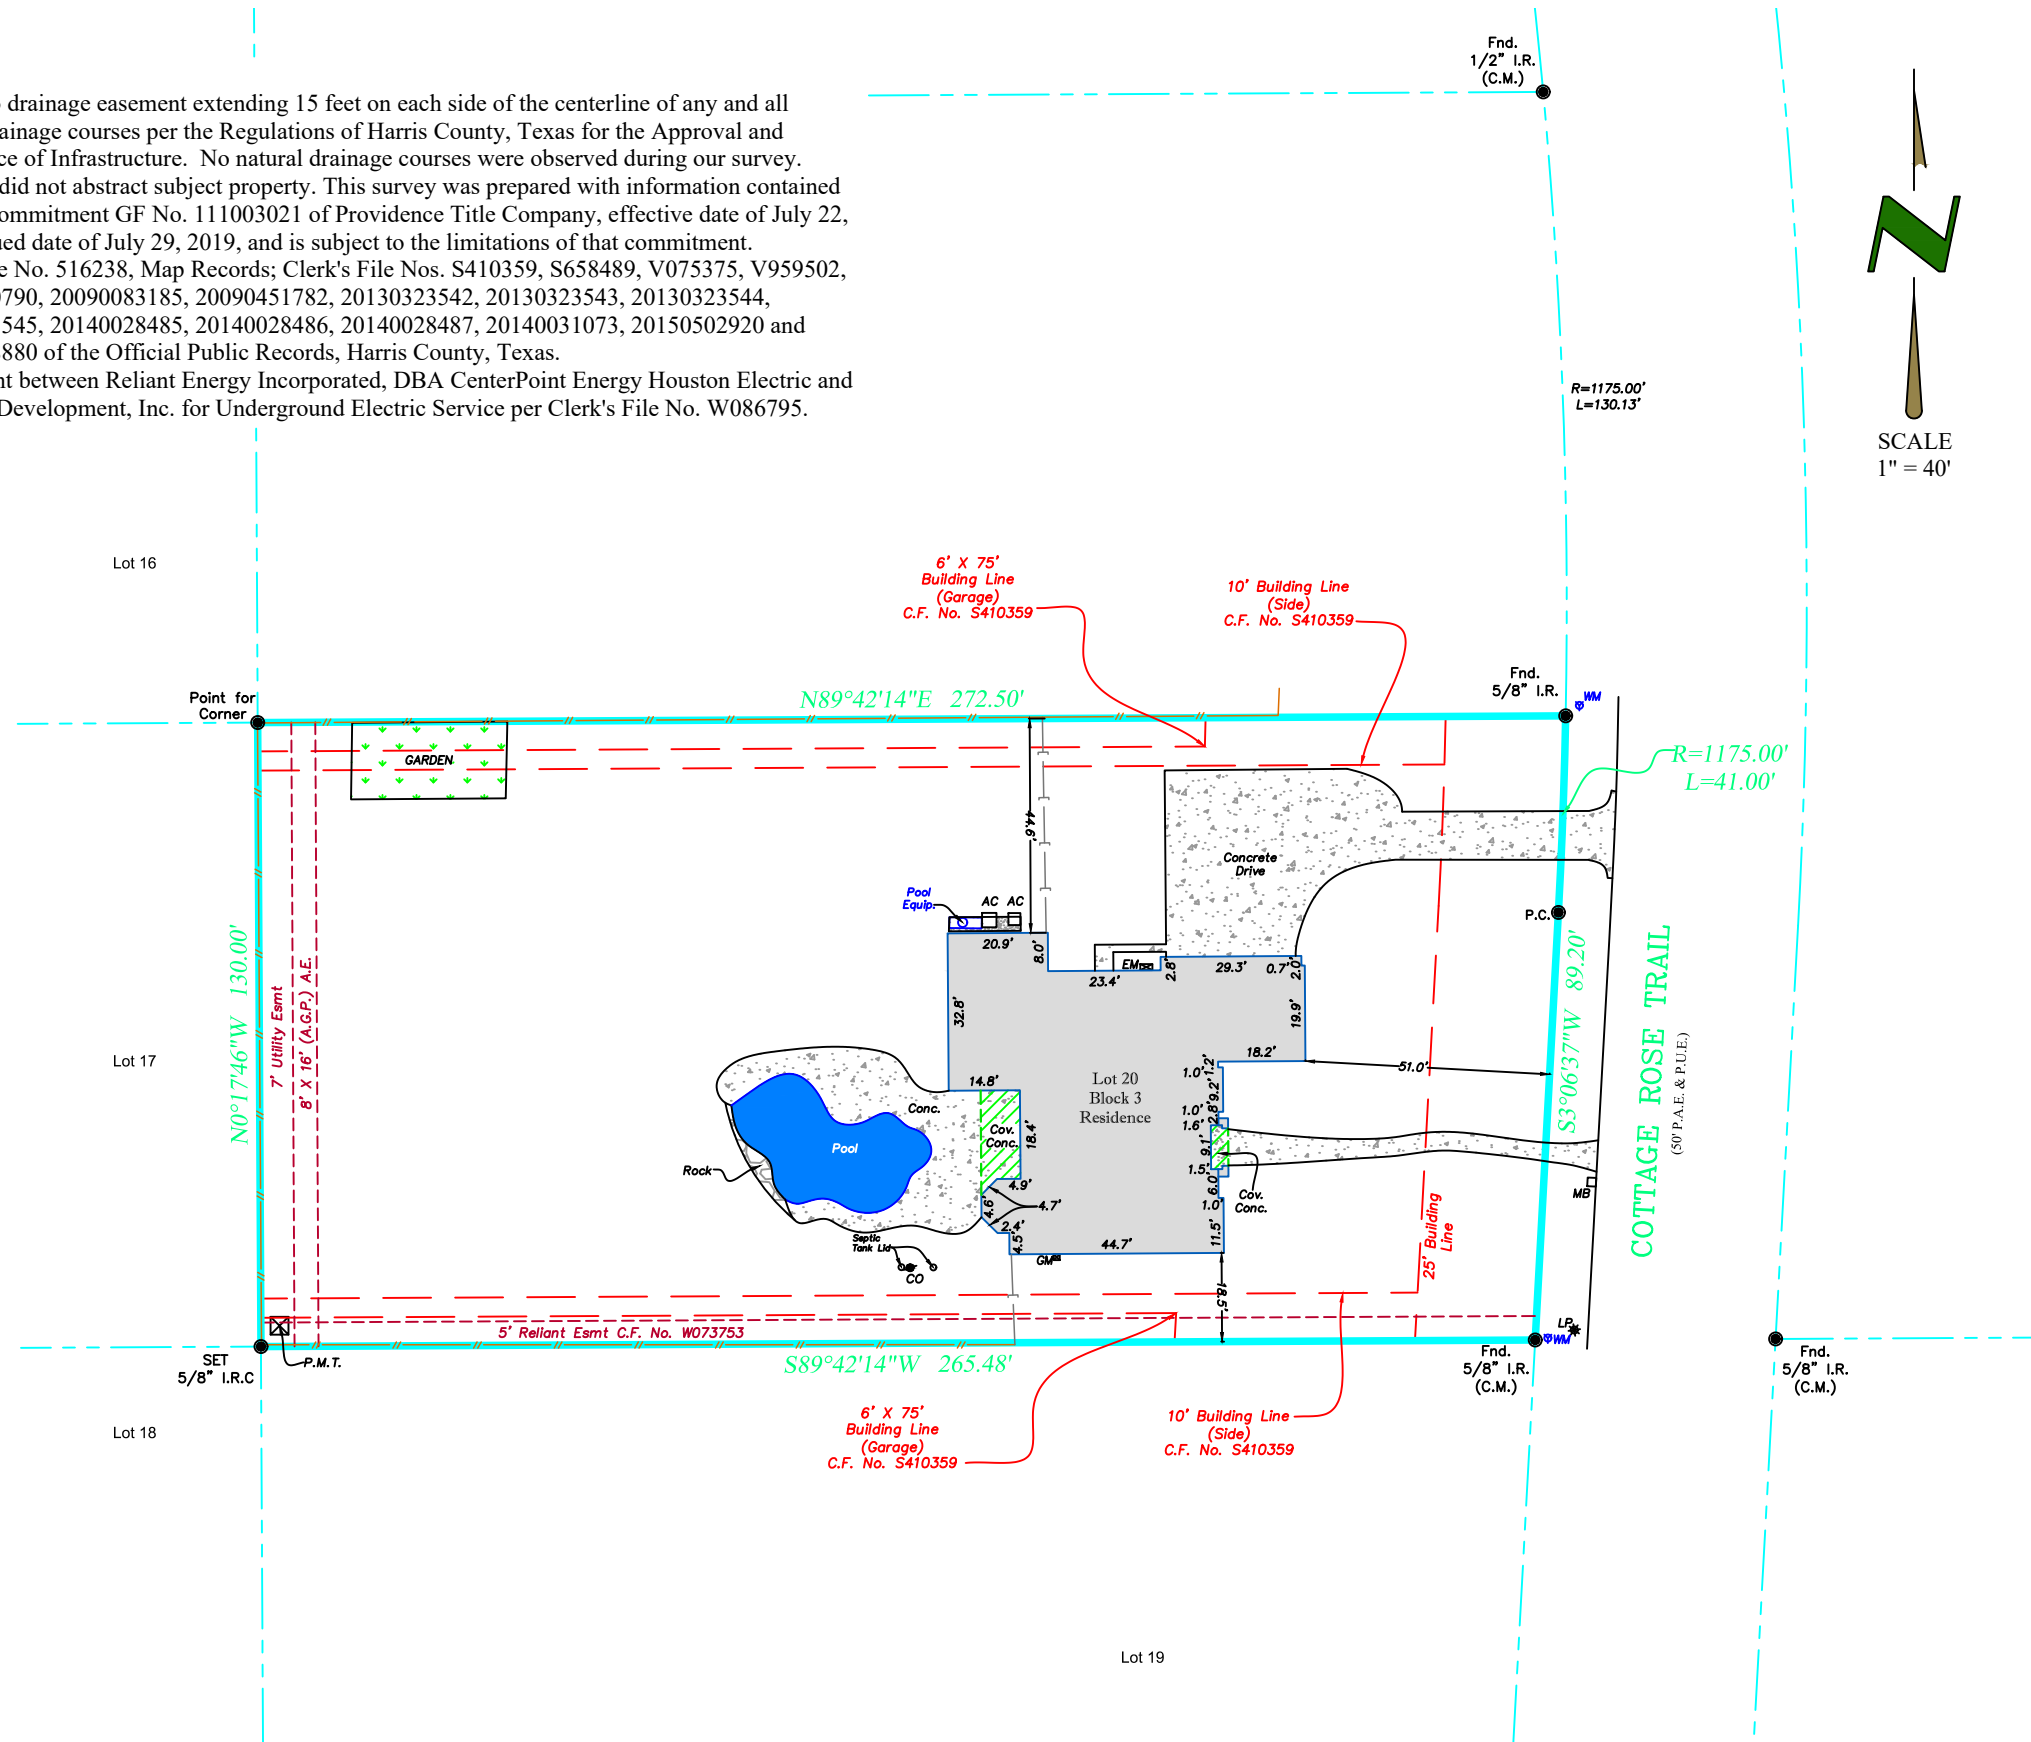 Fnd.
1/2" I.R.
(C.M.)
drainage easement extending 15 feet on each side of the centerline of any and all
ainage courses per the Regulations of Harris County, Texas for the Approval and
ce of Infrastructure.  No natural drainage courses were observed during our survey.
did not abstract subject property. This survey was prepared with information contained
ommitment GF No. 111003021 of Providence Title Company, effective date of July 22,
ued date of July 29, 2019, and is subject to the limitations of that commitment.
e No. 516238, Map Records; Clerk's File Nos. S410359, S658489, V075375, V959502,
790, 20090083185, 20090451782, 20130323542, 20130323543, 20130323544,
545, 20140028485, 20140028486, 20140028487, 20140031073, 20150502920 and
880 of the Official Public Records, Harris County, Texas.
nt between Reliant Energy Incorporated, DBA CenterPoint Energy Houston Electric and
Development, Inc. for Underground Electric Service per Clerk's File No. W086795.
R=1175.00'
L=130.13'
N
SCALE
1" = 40'
Lot 16
6' X 75'
Building Line
(Garage)
C.F. No. S410359
10' Building Line
(Side)
C.F. No. S410359
Point for
Corner
N89°42'14"E   272.50'
Fnd.
5/8" I.R.
WM
R=1175.00'
L=41.00'
GARDEN
44.6'
Concrete
Drive
Pool
Equip.
AC
AC
P.C.
20.9'
8.0'
EM
23.4'
2.8'
29.3'
0.7'
2.0'
32.8'
19.9'
18.2'
51.0'
N0°17'46"W   130.00'
7' Utility Esmt
8' X 16' (A.G.P.) A.E.
S3°06'37"W   89.20'
COTTAGE ROSE TRAIL
(50' P.A.E. & P.U.E.)
Lot 17
14.8'
Lot 20
Block 3
Residence
1.2'
1.0'
9.2'
1.0'
2.8'
1.6'
9.1'
1.5'
6.0'
1.0'
11.5'
Conc.
Cov.
Conc.
18.4'
Pool
Rock
4.9'
4.7'
4.6'
2.4'
4.5'
44.7'
Cov.
Conc.
MB
Septic
Tank Lid
CO
GM
18.5'
25' Building
Line
5' Reliant Esmt C.F. No. W073753
P.M.T.
SET
5/8" I.R.C
S89°42'14"W   265.48'
LP
WM
Fnd.
5/8" I.R.
(C.M.)
Fnd.
5/8" I.R.
(C.M.)
6' X 75'
Building Line
(Garage)
C.F. No. S410359
10' Building Line
(Side)
C.F. No. S410359
Lot 18
Lot 19